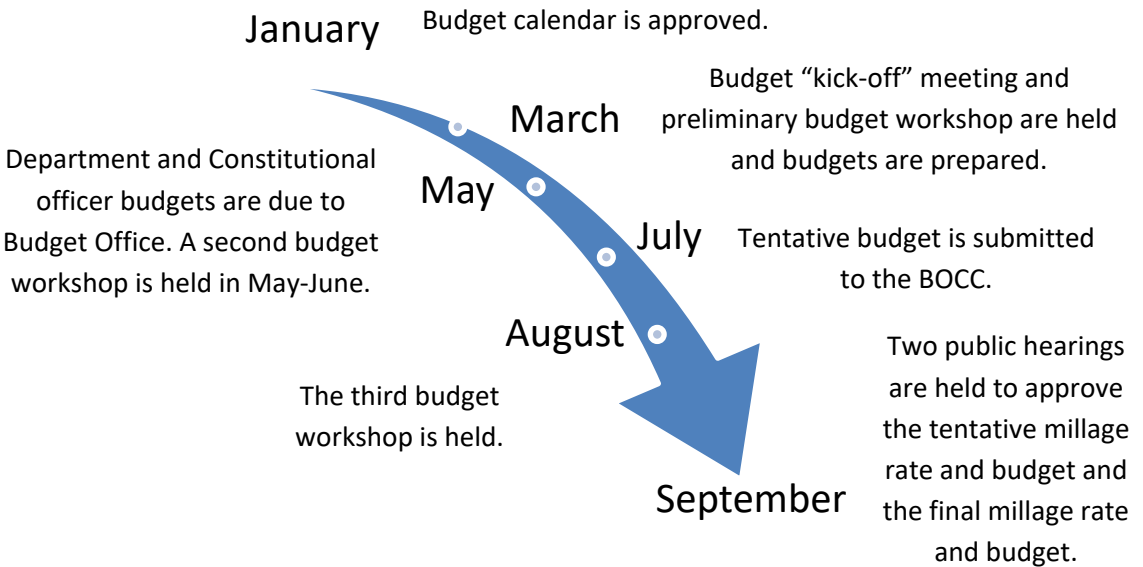 January
Budget calendar is approved.
March
Budget “kick-off” meeting and
preliminary budget workshop are held
and budgets are prepared.
May
Department and Constitutional
officer budgets are due to
Budget Office. A second budget
workshop is held in May-June.
July
Tentative budget is submitted
to the BOCC.
August
The third budget
workshop is held.
September
Two public hearings
are held to approve
the tentative millage
rate and budget and
the final millage rate
and budget.